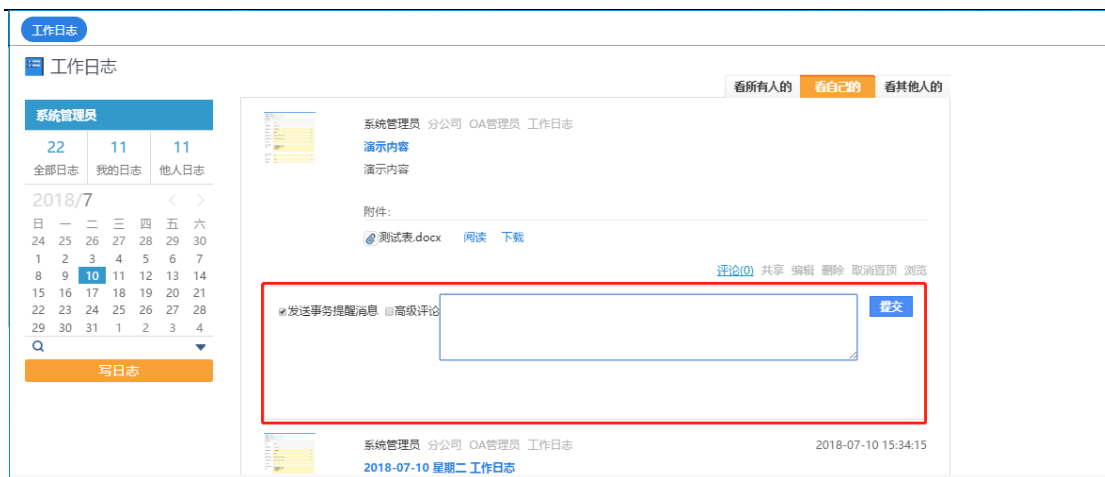 工作日志
工作日志
看所有人的 看自己的 看其他人的
系统管理员
22 11 11
全部日志 我的日志 他人日志
2018/7 < >
日 一 二 三 四 五 六
24 25 26 27 28 29 30
1 2 3 4 5 6 7
8 9 10 11 12 13 14
15 16 17 18 19 20 21
22 23 24 25 26 27 28
29 30 31 1 2 3 4
写日志
系统管理员 分公司 OA管理员 工作日志
演示内容
演示内容
附件:
测试表.docx 阅读 下载
评论(0) 共享 编辑 删除 取消置顶 浏览
发送事务提醒消息 高级评论 提交
系统管理员 分公司 OA管理员 工作日志 2018-07-10 15:34:15
2018-07-10 星期二 工作日志